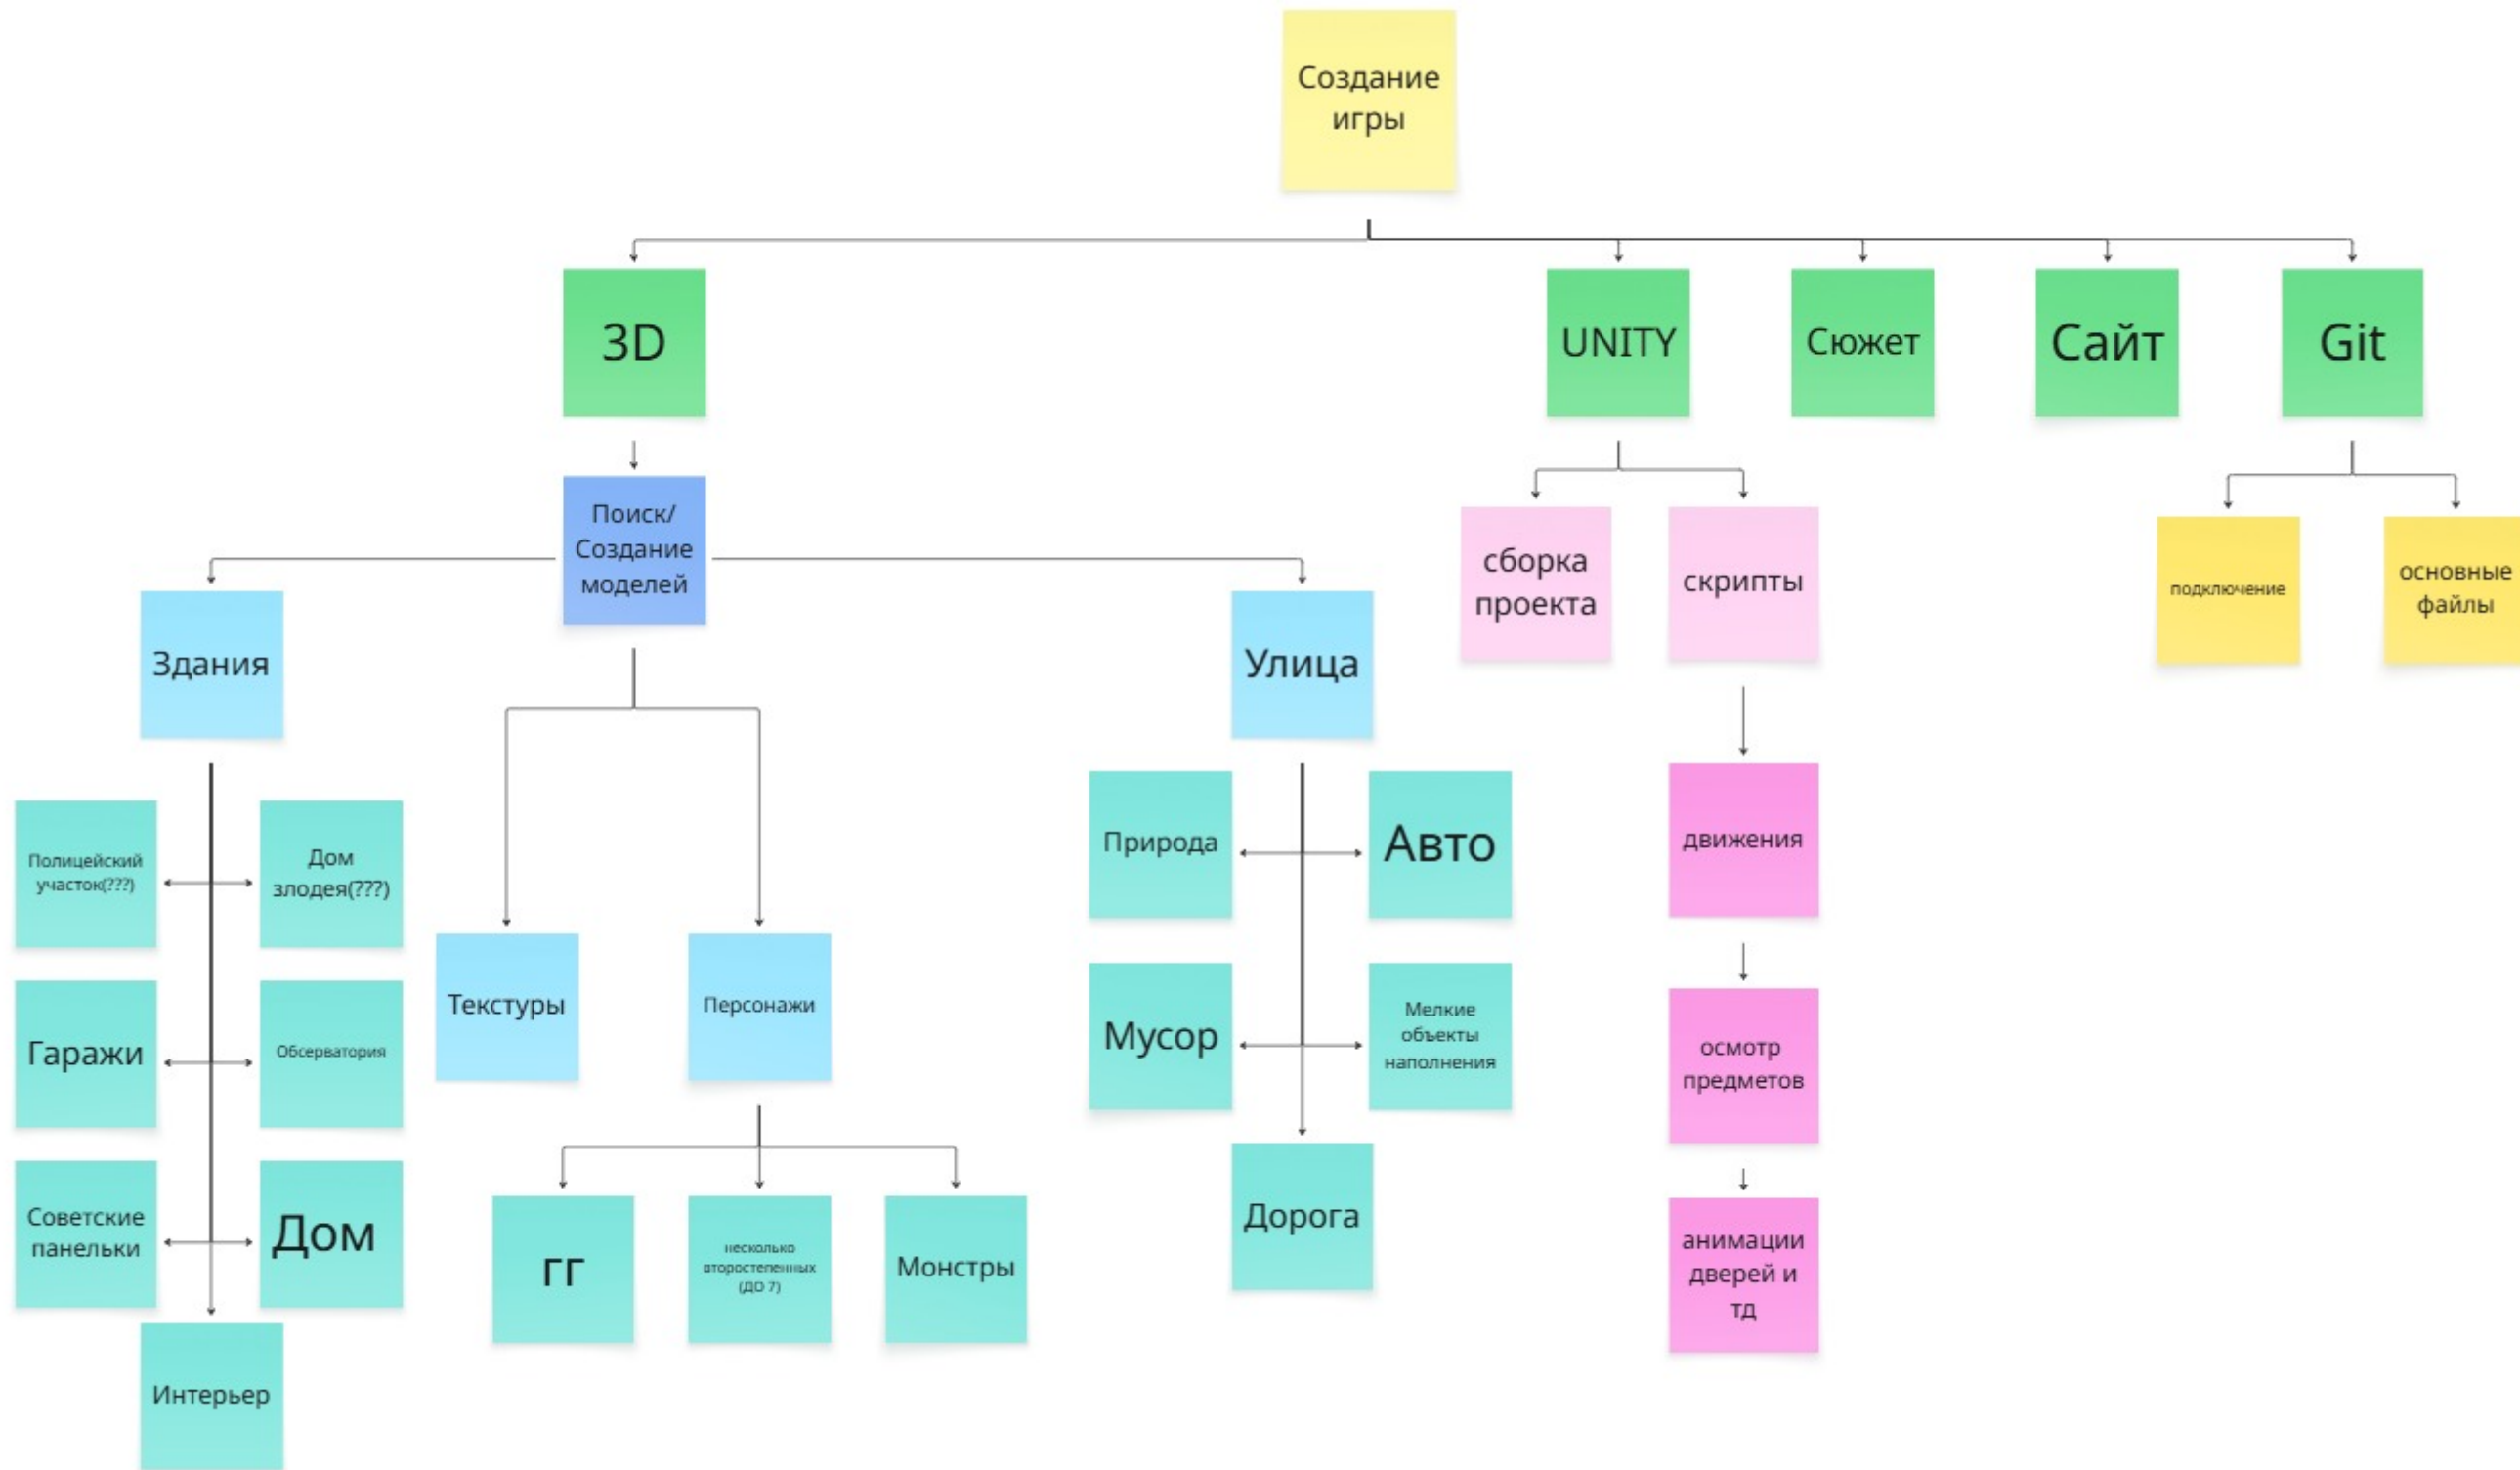 Создание
игры
3D
UNITY
Сюжет
Сайт
Git
Поиск/
Создание
моделей
сборка
проекта
скрипты
подключение
основные
файлы
Здания
Улица
Полицейский
участок(???)
Дом
злодея(???)
Природа
Авто
движения
Гаражи
Обсерватория
Текстуры
Персонажи
Мусор
Мелкие
объекты
наполнения
осмотр
предметов
Советские
панельки
Дом
гг
несколько
второстепенных
(ДО 7)
Монстры
Дорога
анимации
дверей и
тд
Интерьер